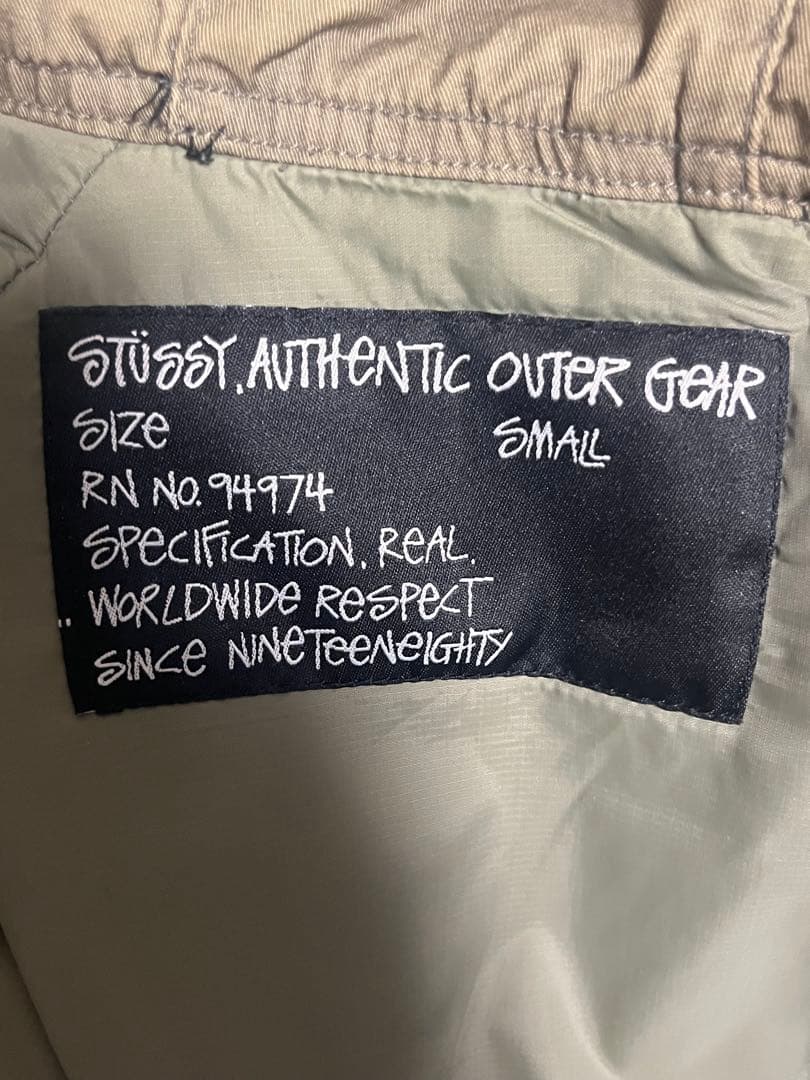 STÜSSY. AUTHENTIC OUTER GEAR
SIZE SMALL
RN NO. 94974
SPECIFICATION. REAL.
.. WORLDWIDE RESPECT
SINCE NINETEENEIGHTY